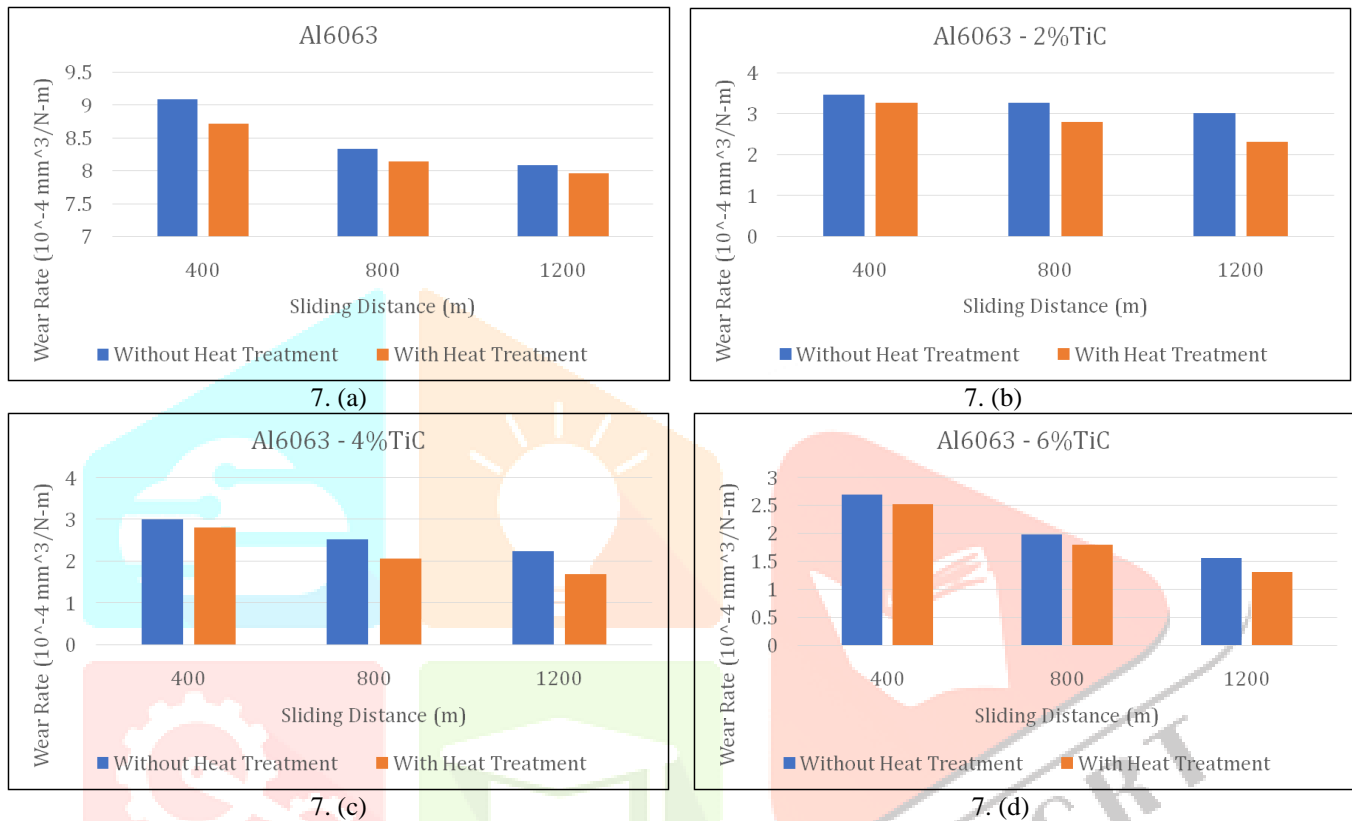 Al6063
9.5
9
8.5
8
7.5
7
Wear Rate (10^-4 mm^3/N-m)
400 800 1200
Sliding Distance (m)
Without Heat Treatment With Heat Treatment
7. (a)
Al6063 - 2%TiC
4
3
2
1
0
Wear Rate (10^-4 mm^3/N-m)
400 800 1200
Sliding Distance (m)
Without Heat Treatment With Heat Treatment
7. (b)
Al6063 - 4%TiC
4
3
2
1
0
Wear Rate (10^-4 mm^3/N-m)
400 800 1200
Sliding Distance (m)
Without Heat Treatment With Heat Treatment
7. (c)
Al6063 - 6%TiC
3
2.5
2
1.5
1
0.5
0
Wear Rate (10^-4 mm^3/N-m)
400 800 1200
Sliding Distance (m)
Without Heat Treatment With Heat Treatment
7. (d)
CRT